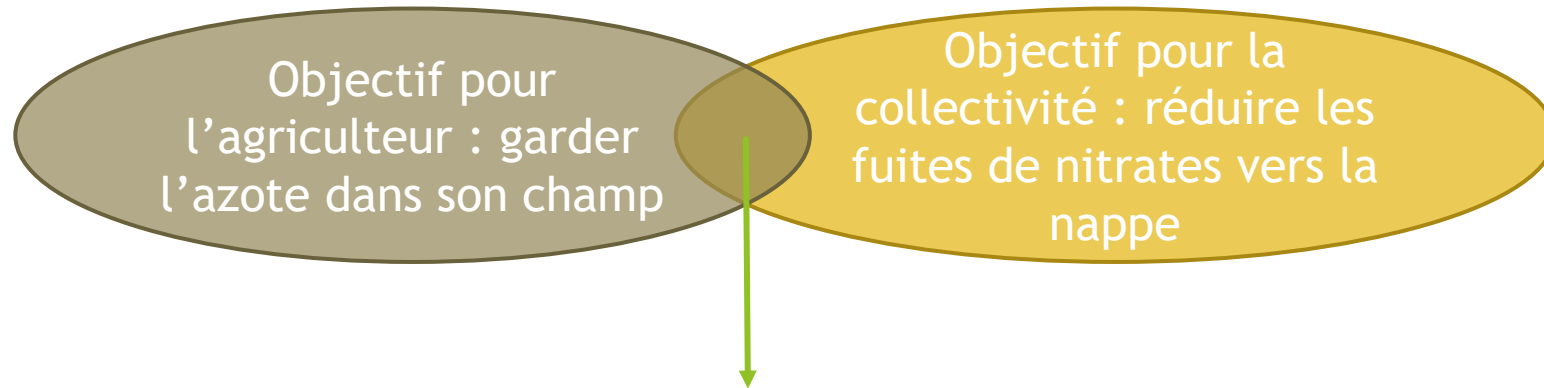 Objectif pour
l’agriculteur : garder
l’azote dans son champ
Objectif pour la
collectivité : réduire les
fuites de nitrates vers la
nappe